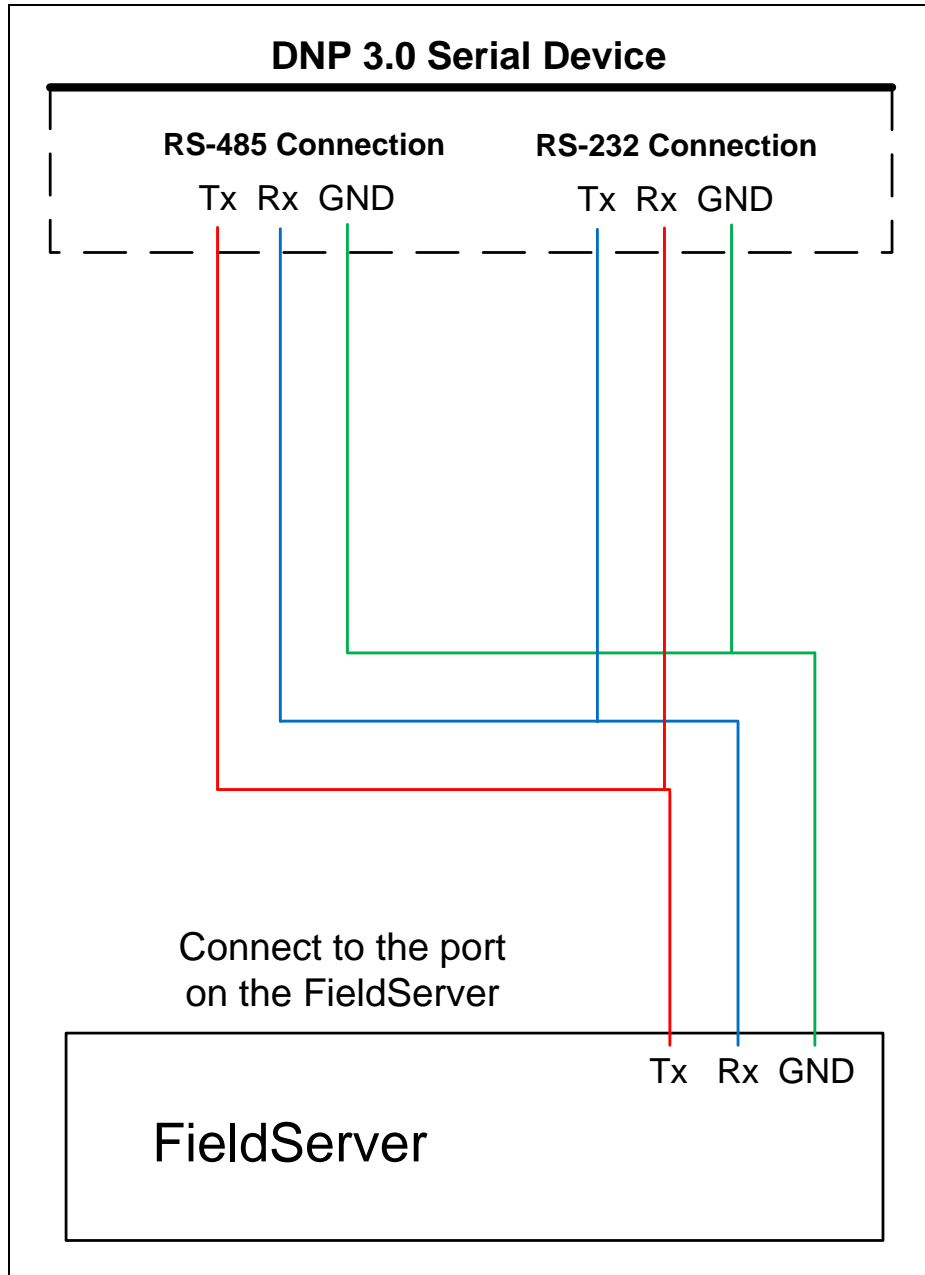 DNP 3.0 Serial Device
RS-485 Connection
RS-232 Connection
Tx Rx GND
Tx Rx GND
Connect to the port
on the FieldServer
Tx Rx GND
FieldServer